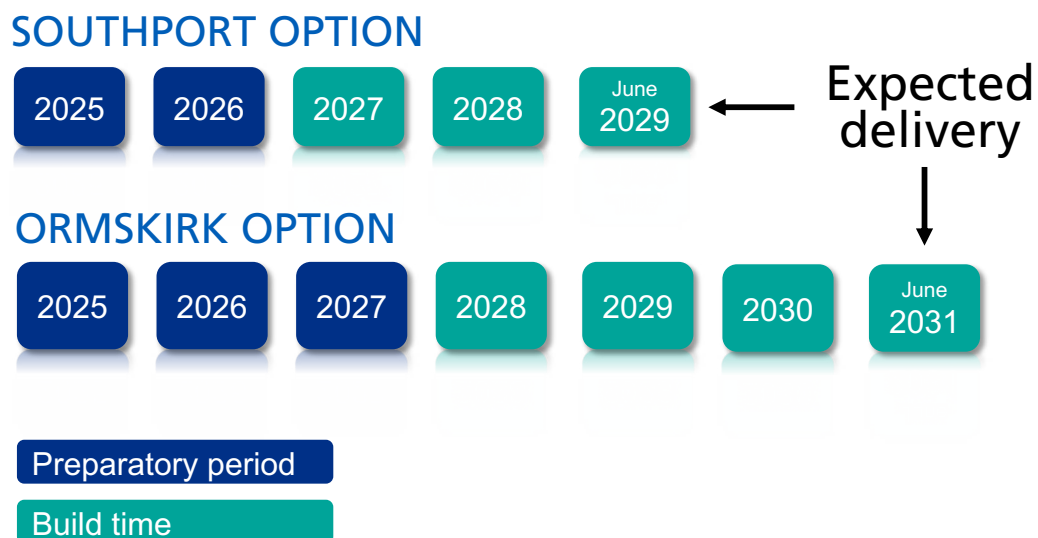 SOUTHPORT OPTION
2025 2026 2027 2028 June 2029
Expected
delivery
ORMSKIRK OPTION
2025 2026 2027 2028 2029 2030 June 2031
Preparatory period
Build time